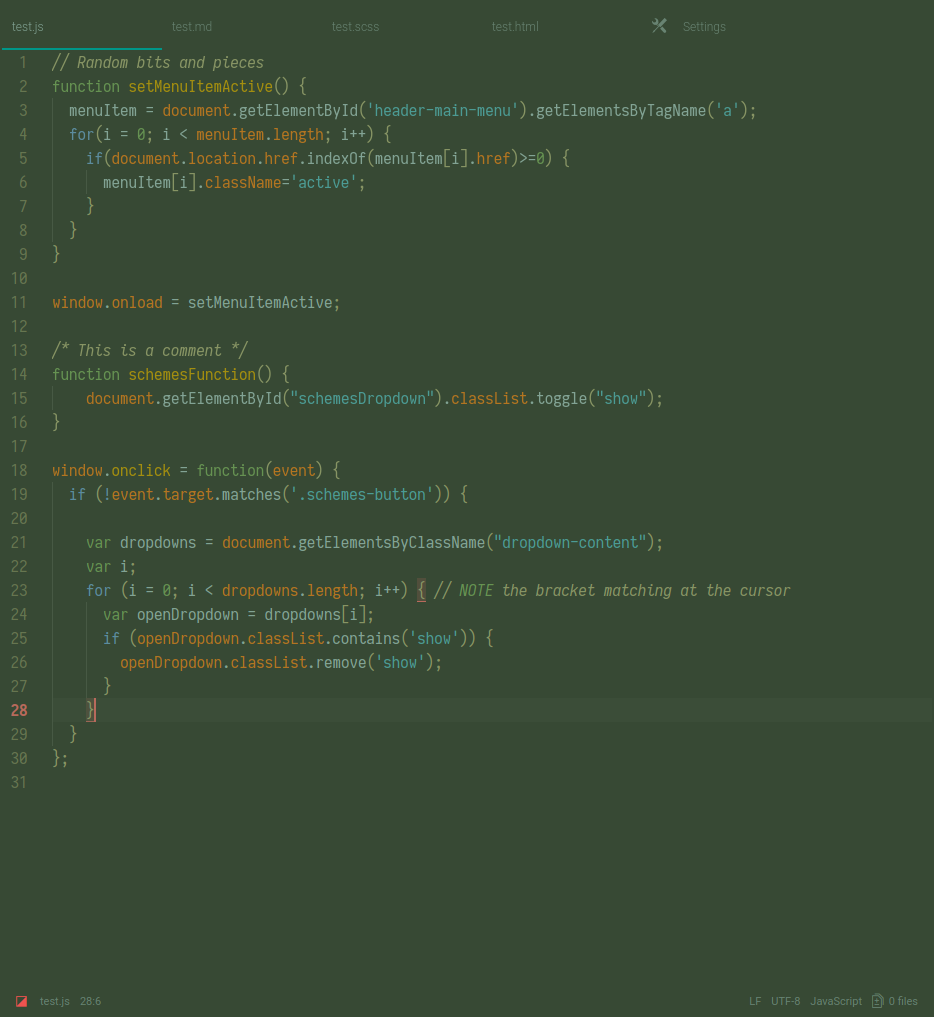 test.js test.md test.scss test.html Settings
1 // Random bits and pieces
2 function setMenuItemActive() {
3   menuItem = document.getElementById('header-main-menu').getElementsByTagName('a');
4   for(i = 0; i < menuItem.length; i++) {
5     if(document.location.href.indexOf(menuItem[i].href)>=0) {
6       menuItem[i].className='active';
7     }
8   }
9 }
10
11 window.onload = setMenuItemActive;
12
13 /* This is a comment */
14 function schemesFunction() {
15     document.getElementById("schemesDropdown").classList.toggle("show");
16 }
17
18 window.onclick = function(event) {
19   if (!event.target.matches('.schemes-button')) {
20
21     var dropdowns = document.getElementsByClassName("dropdown-content");
22     var i;
23     for (i = 0; i < dropdowns.length; i++) { // NOTE the bracket matching at the cursor
24       var openDropdown = dropdowns[i];
25       if (openDropdown.classList.contains('show')) {
26         openDropdown.classList.remove('show');
27       }
28     }
29   }
30 };
31
test.js 28:6 LF UTF-8 JavaScript 0 files